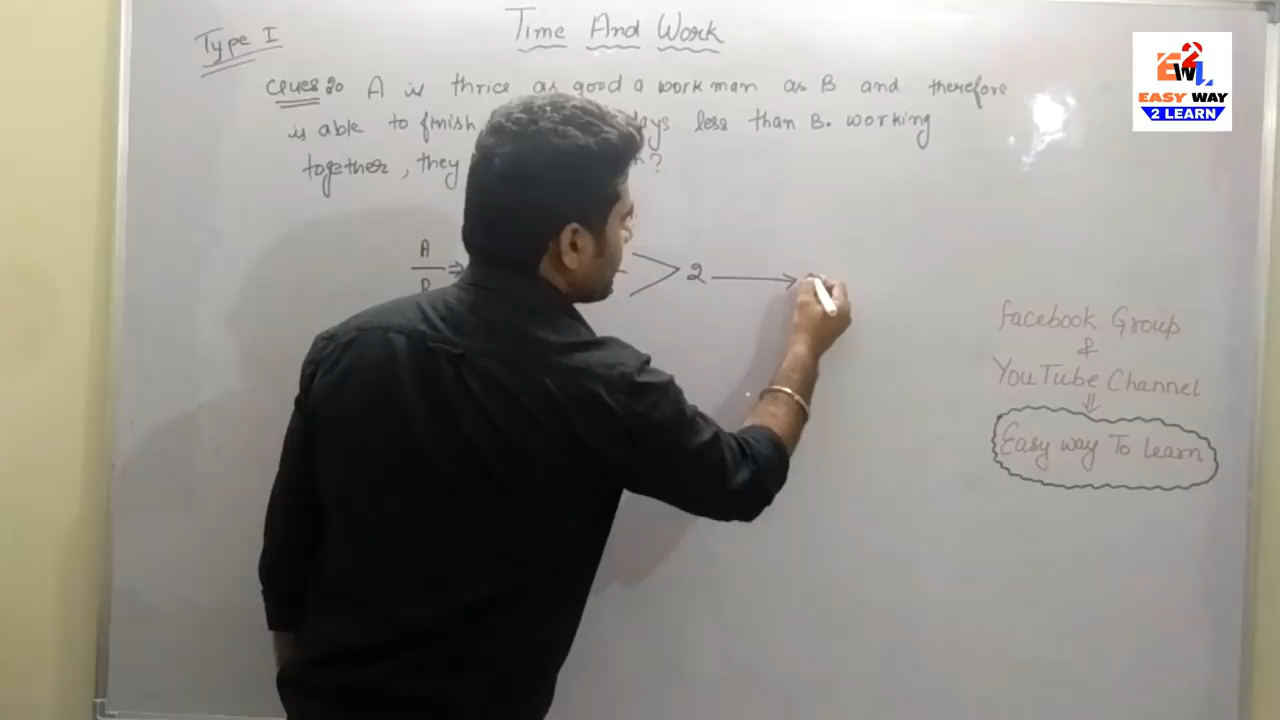 Type I
Time And Work
Ques 20 A is thrice as good a workman as B and therefore
is able to finish days less than B. working
together, they ?
A
B ⇒ > 2 →
facebook Group
&
YouTube Channel
⇓
Easy way To Learn
EW2L
EASY WAY
2 LEARN